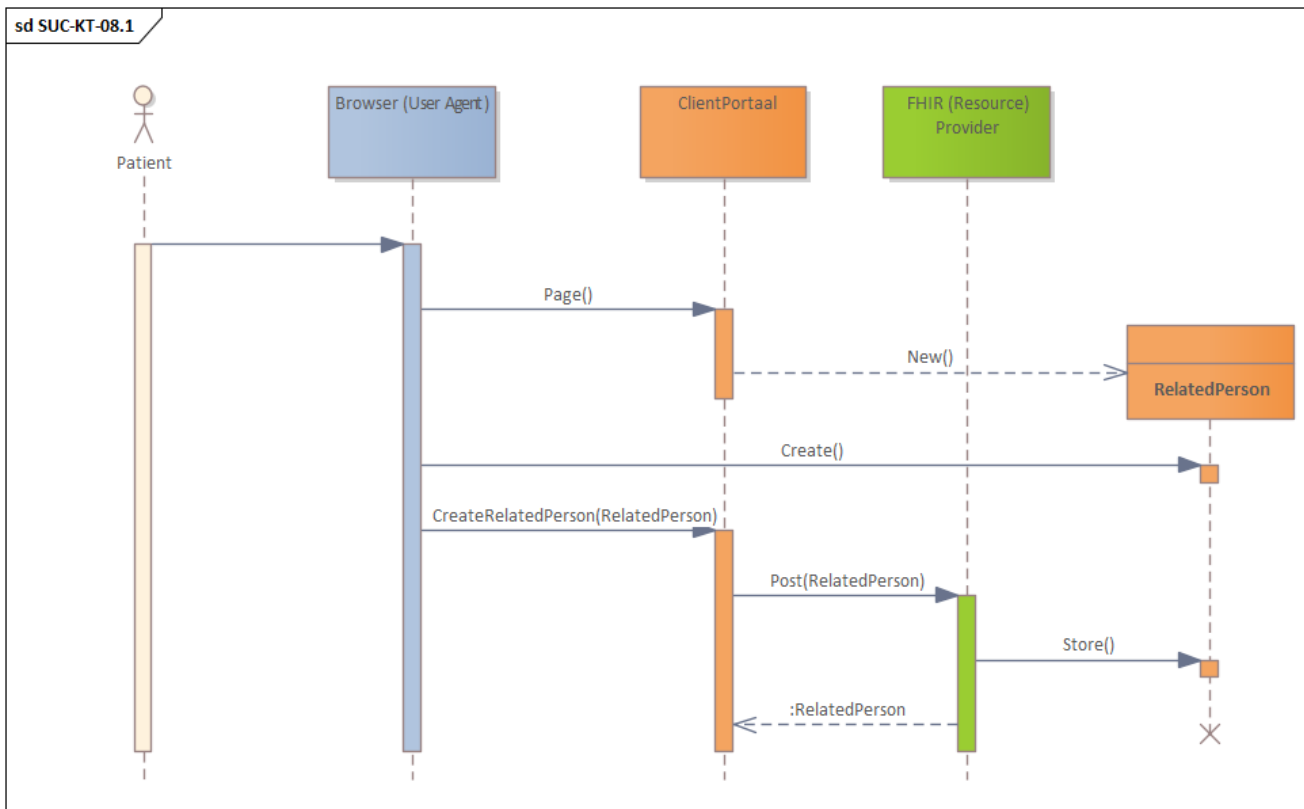 sd SUC-KT-08.1
Patient
Browser (User Agent)
ClientPortaal
FHIR (Resource)
Provider
Page()
New()
RelatedPerson
Create()
CreateRelatedPerson(RelatedPerson)
Post(RelatedPerson)
Store()
:RelatedPerson